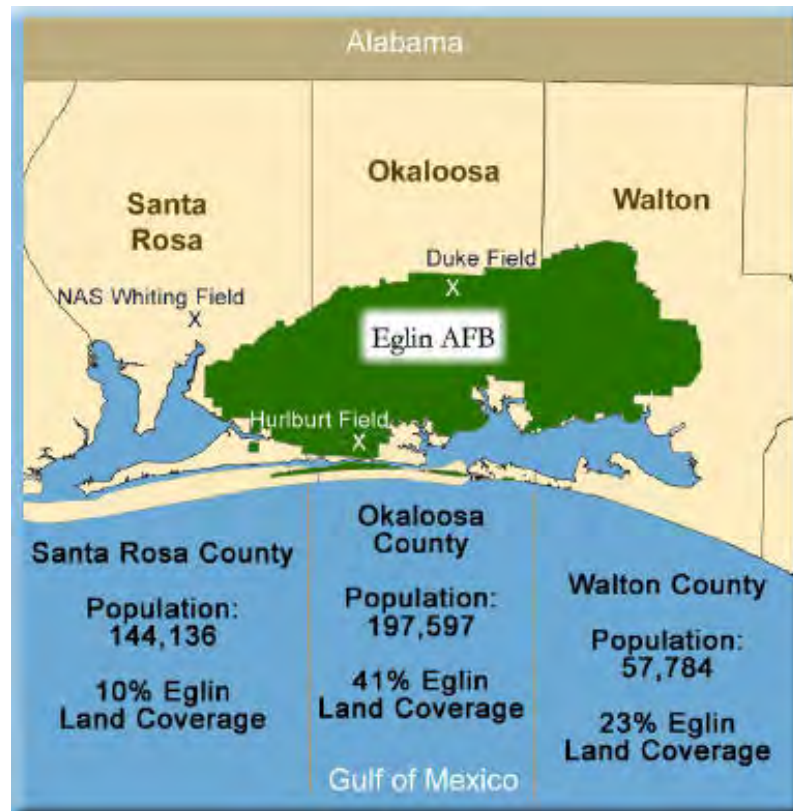 Alabama
Okaloosa
Santa
Rosa
Walton
Duke Field
X
NAS Whiting Field
X
Eglin AFB
Hurlburt Field
X
Santa Rosa County
Population:
144,136
10% Eglin
Land Coverage
Okaloosa
County
Population:
197,597
41% Eglin
Land Coverage
Walton County
Population:
57,784
23% Eglin
Land Coverage
Gulf of Mexico